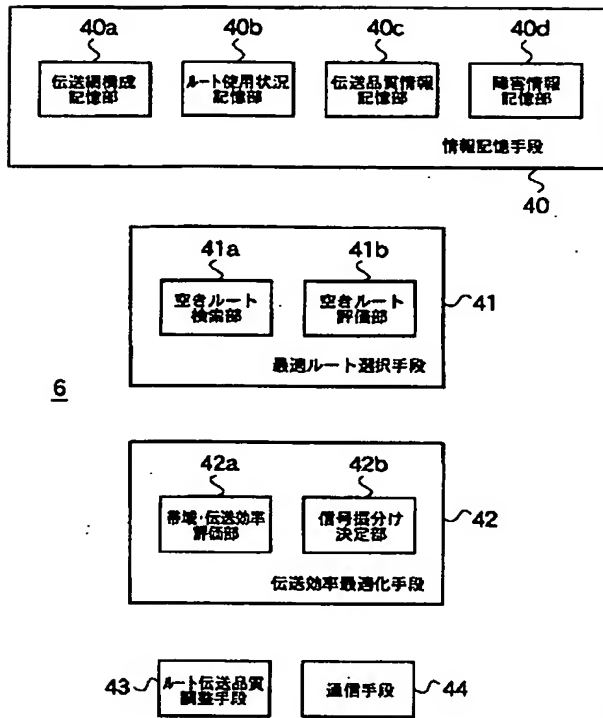 40a 40b 40c 40d
伝送網構成 ルート使用状況 伝送品質情報 障害情報
記憶部 記憶部 記憶部 記憶部
情報記憶手段
40
41a 41b
空きルート 空きルート
検索部 評価部
41
最適ルート選択手段
6
42a 42b
帯域・伝送効率 信号振分け
評価部 決定部
42
伝送効率最適化手段
43 ルート伝送品質 通信手段 44
調整手段